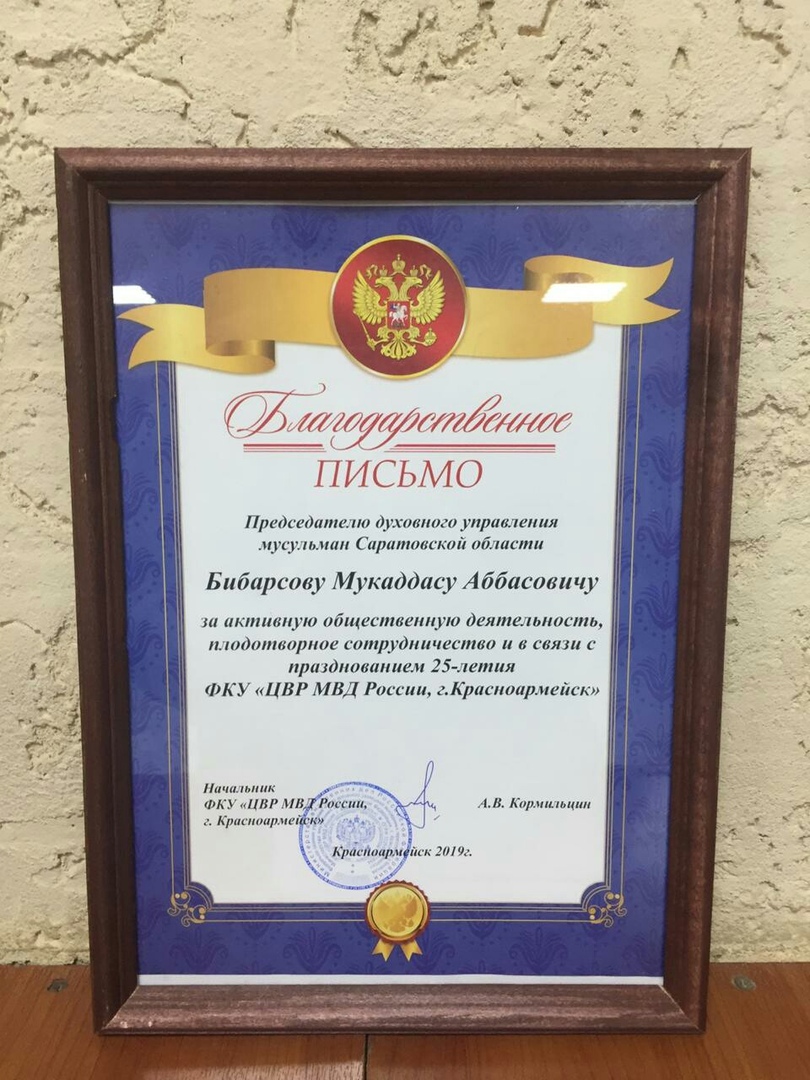 Благодарственное
ПИСЬМО
Председателю духовного управления
мусульман Саратовской области
Бибарсову Мукаддасу Аббасовичу
за активную общественную деятельность,
плодотворное сотрудничество и в связи с
празднованием 25-летия
ФКУ «ЦВР МВД России, г.Красноармейск»
Начальник
ФКУ «ЦВР МВД России,
г. Красноармейск»
А.В. Кормильцин
Красноармейск 2019г.